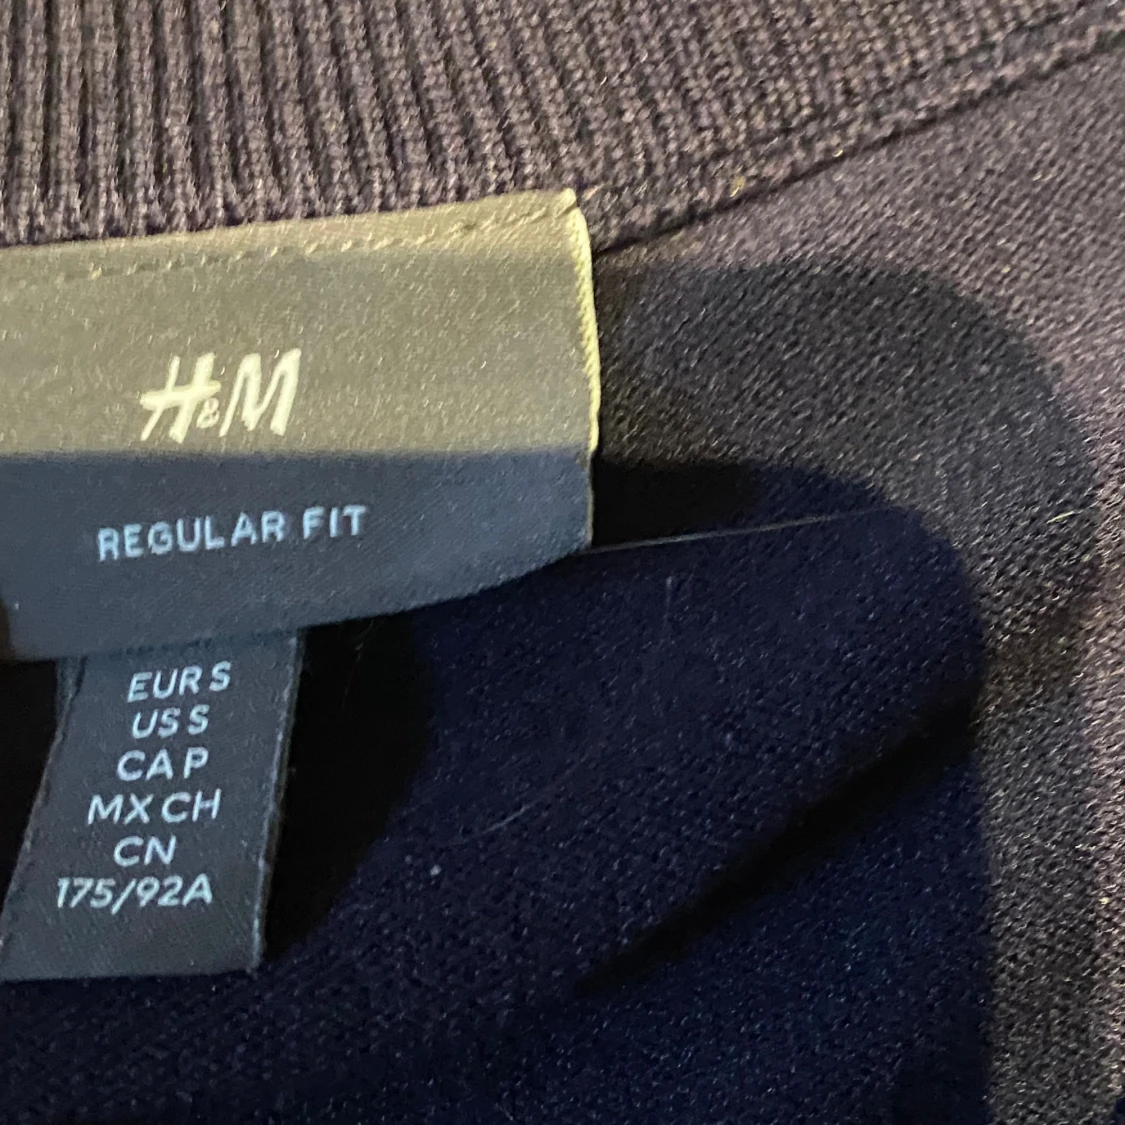 H&M
REGULAR FIT
EUR S
US S
CA P
MX CH
CN
175/92A